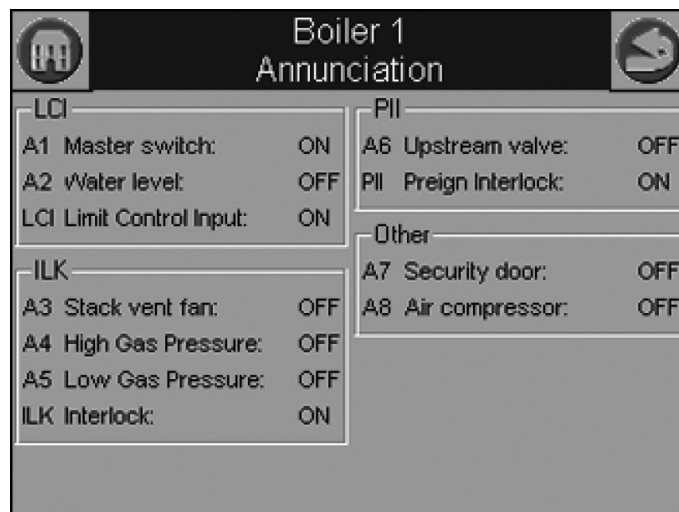 Boiler 1
Annunciation
LCI
A1 Master switch: ON
A2 Water level: OFF
LCI Limit Control Input: ON
ILK
A3 Stack vent fan: OFF
A4 High Gas Pressure: OFF
A5 Low Gas Pressure: OFF
ILK Interlock: ON
PII
A6 Upstream valve: OFF
PII Preign Interlock: ON
Other
A7 Security door: OFF
A8 Air compressor: OFF